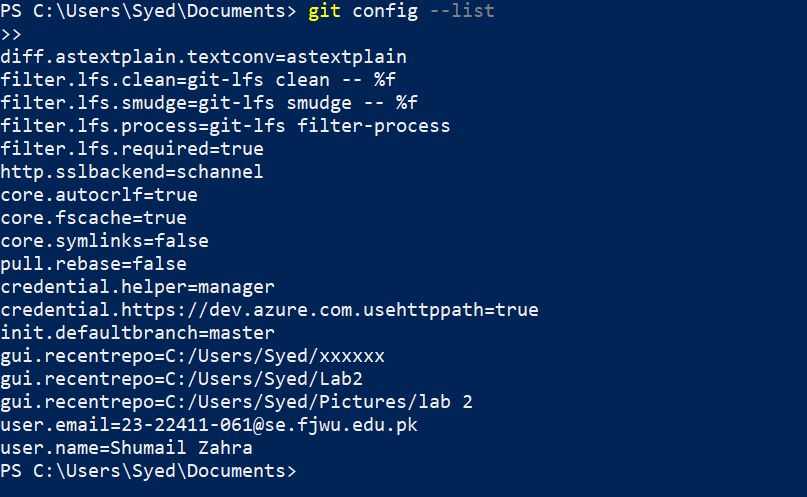 PS C:\Users\Syed\Documents> git config --list
>>
diff.astextplain.textconv=astextplain
filter.lfs.clean=git-lfs clean -- %f
filter.lfs.smudge=git-lfs smudge -- %f
filter.lfs.process=git-lfs filter-process
filter.lfs.required=true
http.sslbackend=schannel
core.autocrlf=true
core.fscache=true
core.symlinks=false
pull.rebase=false
credential.helper=manager
credential.https://dev.azure.com.usehttppath=true
init.defaultbranch=master
gui.recentrepo=C:/Users/Syed/xxxxxx
gui.recentrepo=C:/Users/Syed/Lab2
gui.recentrepo=C:/Users/Syed/Pictures/lab 2
user.email=23-22411-061@se.fjwu.edu.pk
user.name=Shumail Zahra
PS C:\Users\Syed\Documents>